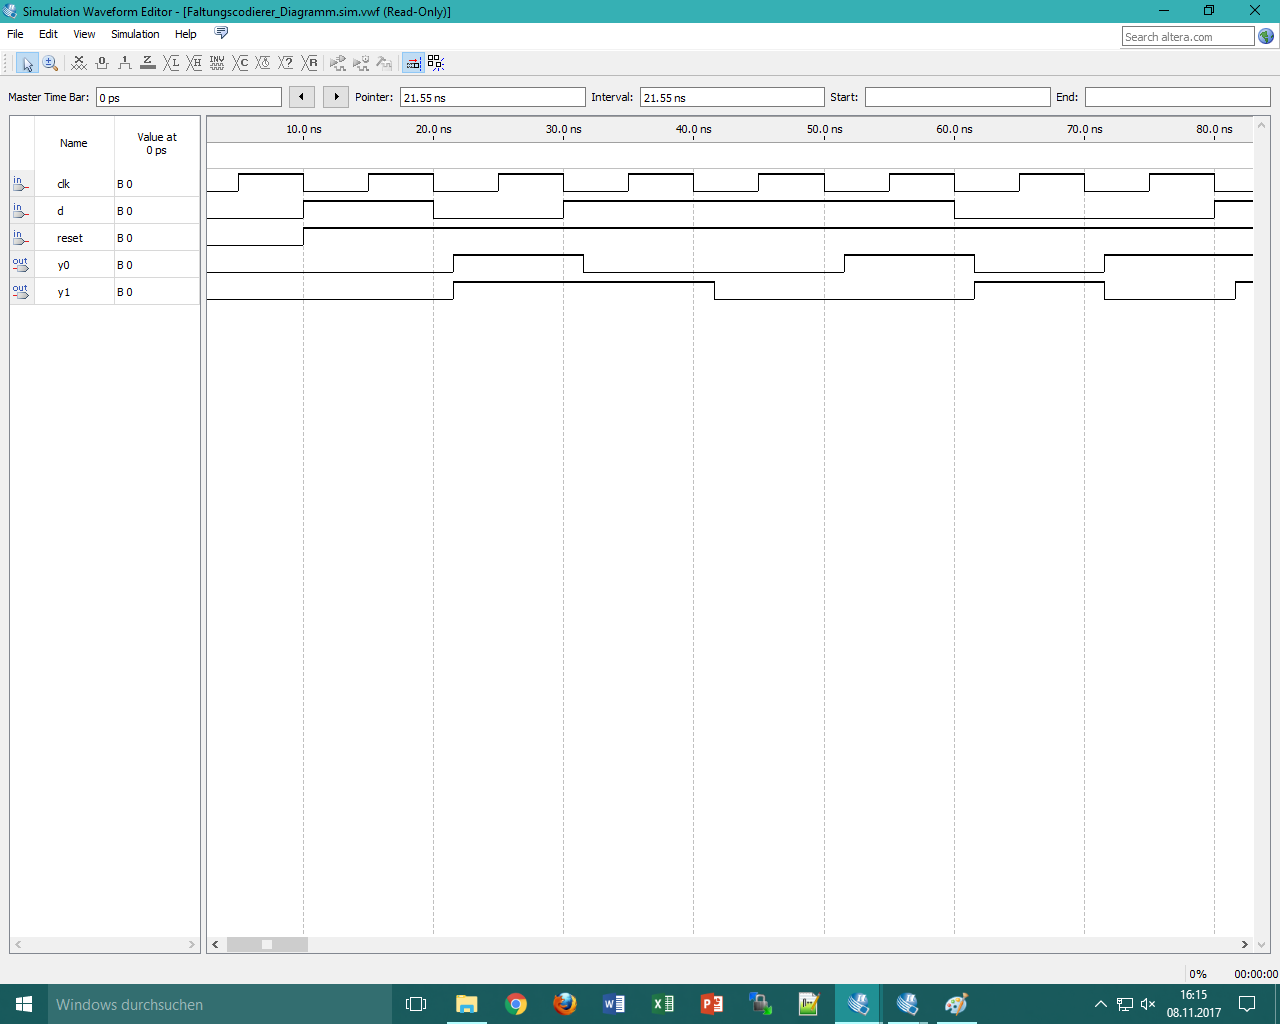 Simulation Waveform Editor - [Faltungscodierer_Diagramm.sim.vwf (Read-Only)]
File Edit View Simulation Help
Search altera.com
Master Time Bar: 0 ps Pointer: 21.55 ns Interval: 21.55 ns Start: End:
Name Value at 0 ps
10.0 ns 20.0 ns 30.0 ns 40.0 ns 50.0 ns 60.0 ns 70.0 ns 80.0 ns
in clk B 0
in d B 0
in reset B 0
out y0 B 0
out y1 B 0
0% 00:00:00
Windows durchsuchen
16:15
08.11.2017